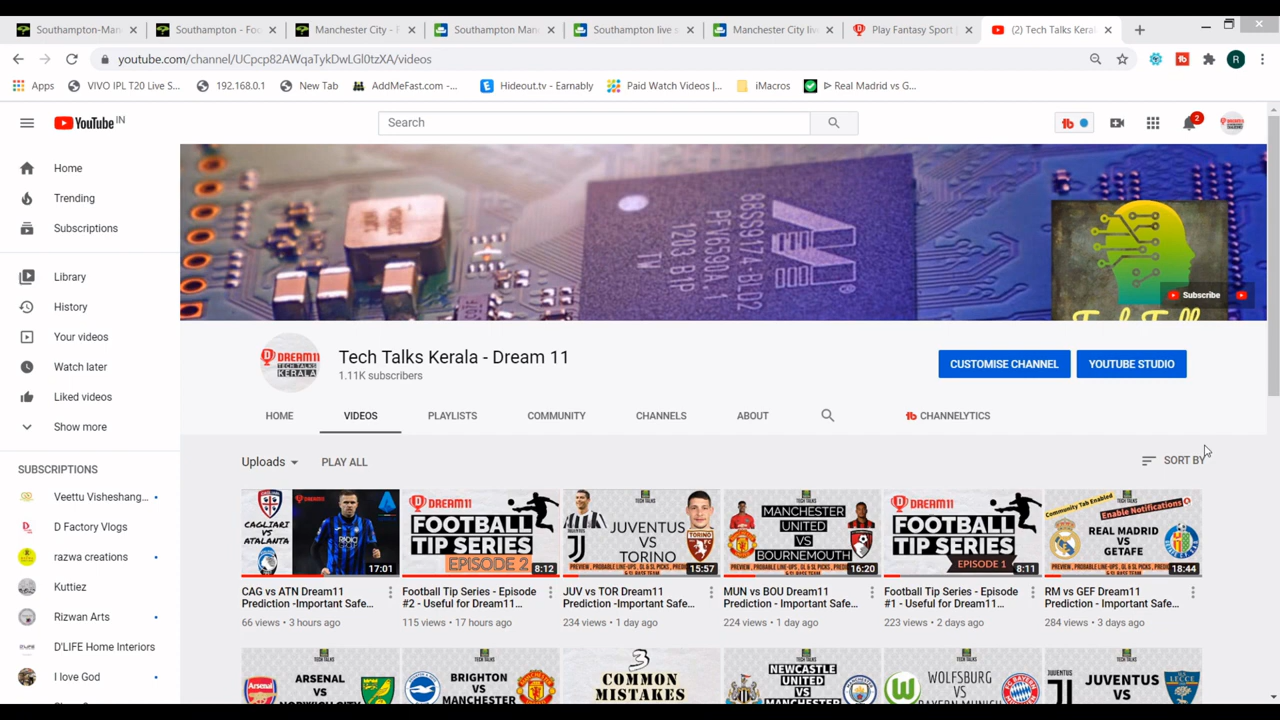 Southampton-Man
Southampton - Fou
Manchester City - F
Southampton Man
Southampton live s
Manchester City liv
Play Fantasy Sport
(2) Tech Talks Kerala
youtube.com/channel/UCpcp82AWqaTykDwLGl0tzXA/videos
R
Apps
VIVO IPL T20 Live S...
192.168.0.1
New Tab
AddMeFast.com -...
Hideout.tv - Earnably
Paid Watch Videos |...
iMacros
Real Madrid vs G...
YouTube IN
Search
2
Home
Trending
Subscriptions
Library
History
Your videos
Watch later
Liked videos
Show more
SUBSCRIPTIONS
Veettu Visheshang...
D Factory Vlogs
razwa creations
Kuttiez
Rizwan Arts
D'LIFE Home Interiors
I love God
Subscribe
DREAM11
TECH TALKS
KERALA
Tech Talks Kerala - Dream 11
1.11K subscribers
CUSTOMISE CHANNEL
YOUTUBE STUDIO
HOME
VIDEOS
PLAYLISTS
COMMUNITY
CHANNELS
ABOUT
CHANNELYTICS
Uploads
PLAY ALL
SORT BY
CAGLIARI
VS
ATALAUTA
17:01
CAG vs ATN Dream11
Prediction -Important Safe...
66 views • 3 hours ago
DREAM11
FOOTBALL
TIP SERIES
EPISODE 2
8:12
Football Tip Series - Episode
#2 - Useful for Dream11...
115 views • 17 hours ago
JUVENTUS
VS
TORINO
15:57
JUV vs TOR Dream11
Prediction - Important Safe...
234 views • 1 day ago
MANCHESTER
UNITED
VS
BOURNEMOUTH
16:20
MUN vs BOU Dream11
Prediction - Important Safe...
224 views • 1 day ago
DREAM11
FOOTBALL
TIP SERIES
EPISODE 1
8:11
Football Tip Series - Episode
#1 - Useful for Dream11...
223 views • 2 days ago
Community Tab Enabled
Enable Notifications
REAL MADRID
VS
GETAFE
18:44
RM vs GEF Dream11
Prediction - Important Safe...
284 views • 3 days ago
ARSENAL
VS
BRIGHTON
VS
3
COMMON
MISTAKES
NEWCASTLE
UNITED
VS
WOLFSBURG
VS
JUVENTUS
VS